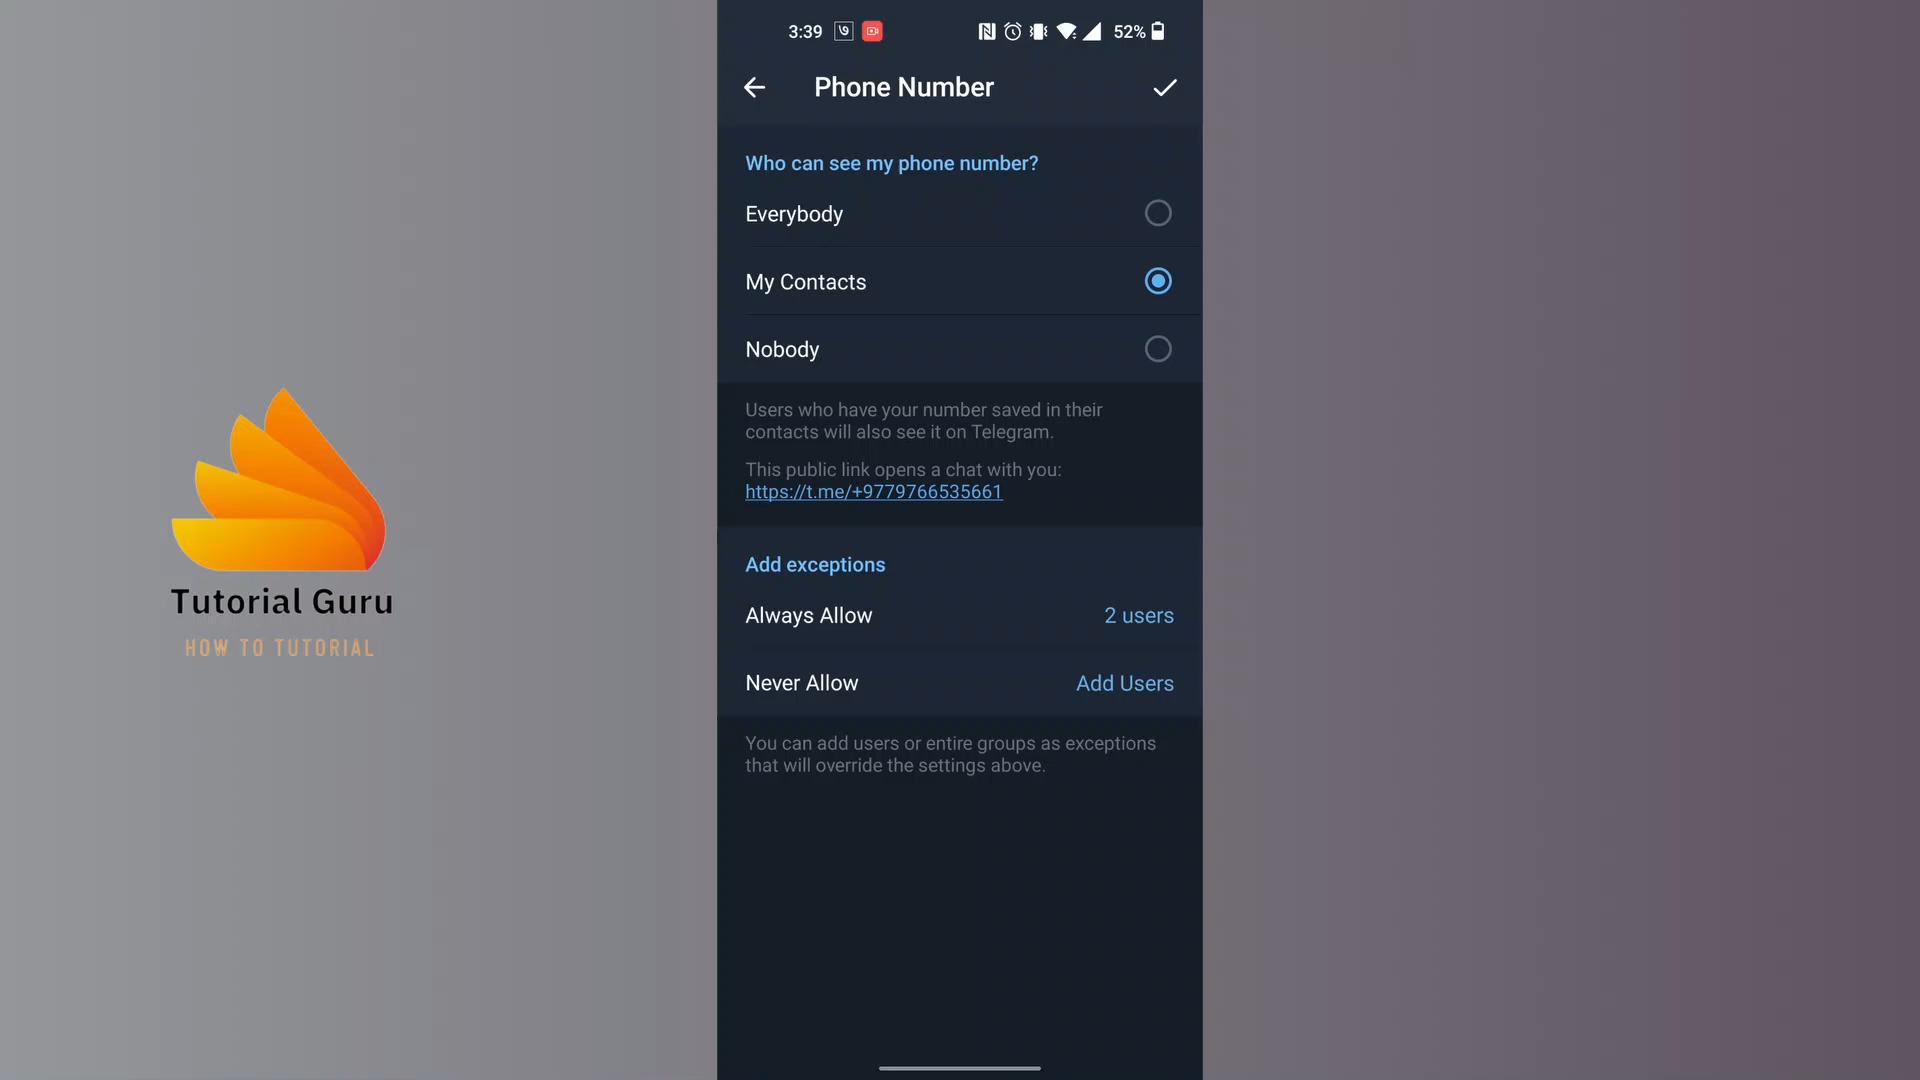 3:39
52%
Phone Number
Who can see my phone number?
Everybody
My Contacts
Nobody
Users who have your number saved in their
contacts will also see it on Telegram.
This public link opens a chat with you:
https://t.me/+9779766535661
Add exceptions
Always Allow 2 users
Never Allow Add Users
You can add users or entire groups as exceptions
that will override the settings above.
Tutorial Guru
HOW TO TUTORIAL